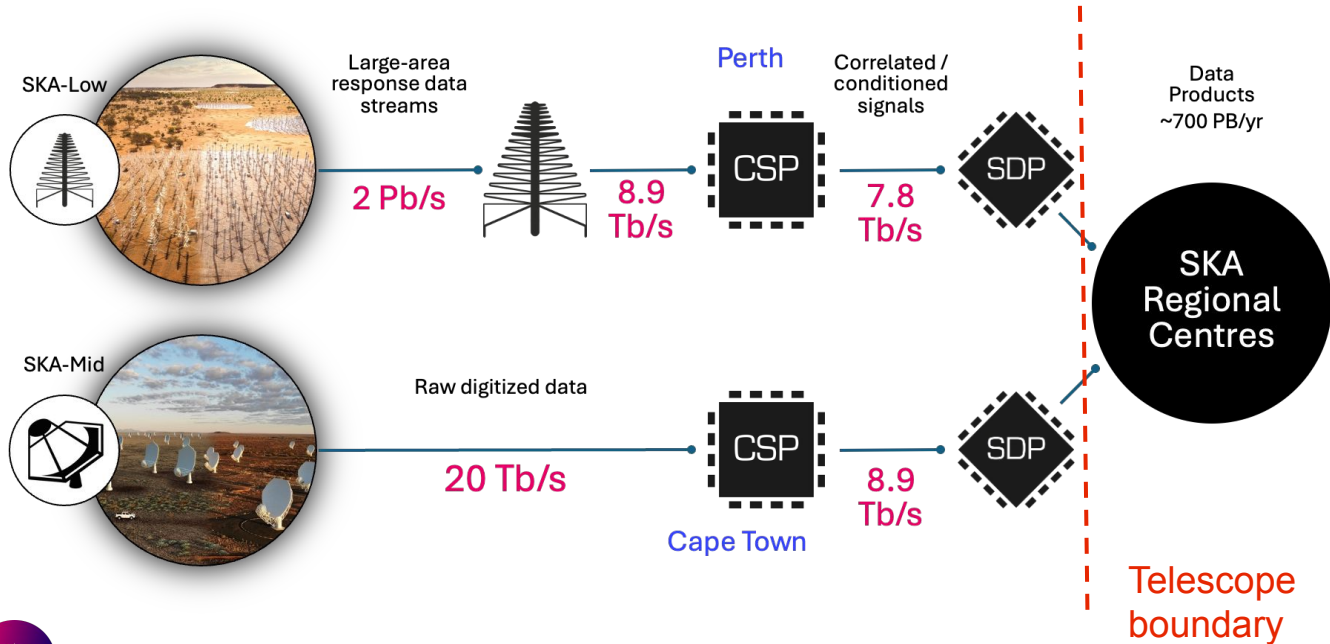 SKA-Low
Large-area
response data
streams
2 Pb/s
8.9
Tb/s
Perth
CSP
Correlated /
conditioned
signals
7.8
Tb/s
SDP
Data
Products
~700 PB/yr
SKA
Regional
Centres
SKA-Mid
Raw digitized data
20 Tb/s
CSP
Cape Town
8.9
Tb/s
SDP
Telescope
boundary